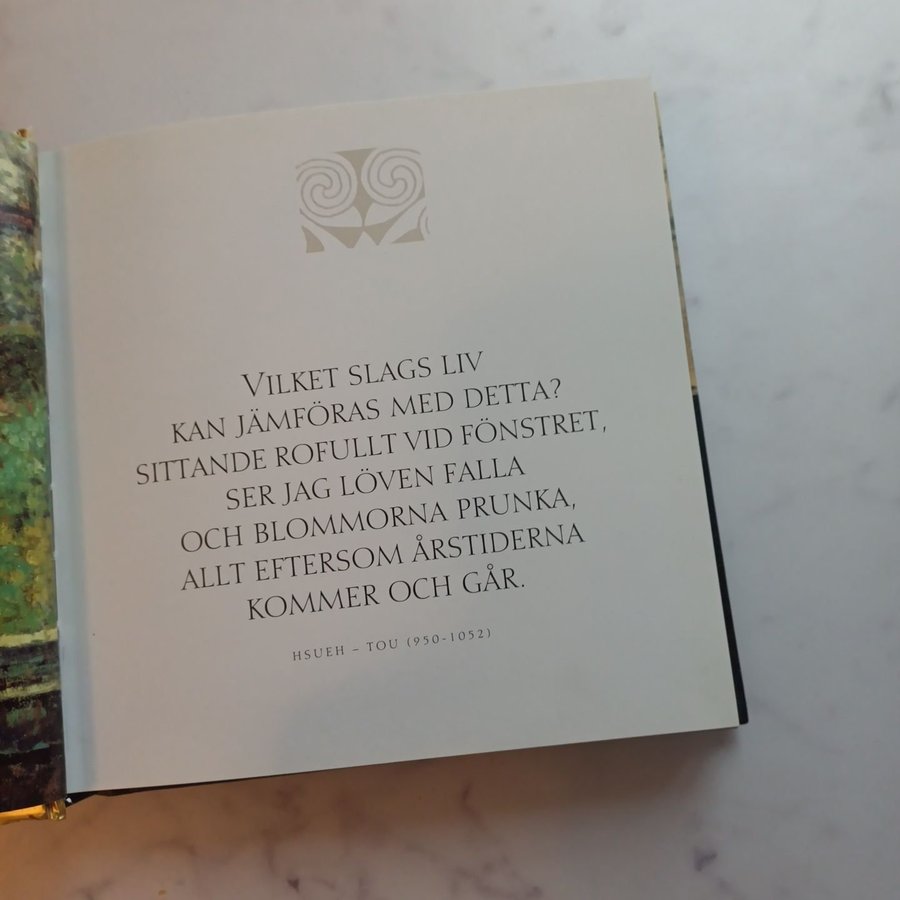 VILKET SLAGS LIV
KAN JÄMFÖRAS MED DETTA?
SITTANDE ROFULLT VID FÖNSTRET,
SER JAG LÖVEN FALLA
OCH BLOMMORNA PRUNKA,
ALLT EFTERSOM ÅRSTIDERNA
KOMMER OCH GÅR.
HSUEH – TOU (950-1052)